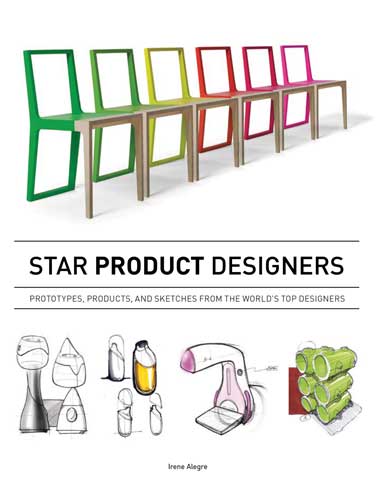 STAR PRODUCT DESIGNERS
PROTOTYPES, PRODUCTS, AND SKETCHES FROM THE WORLD'S TOP DESIGNERS
Irene Alegre